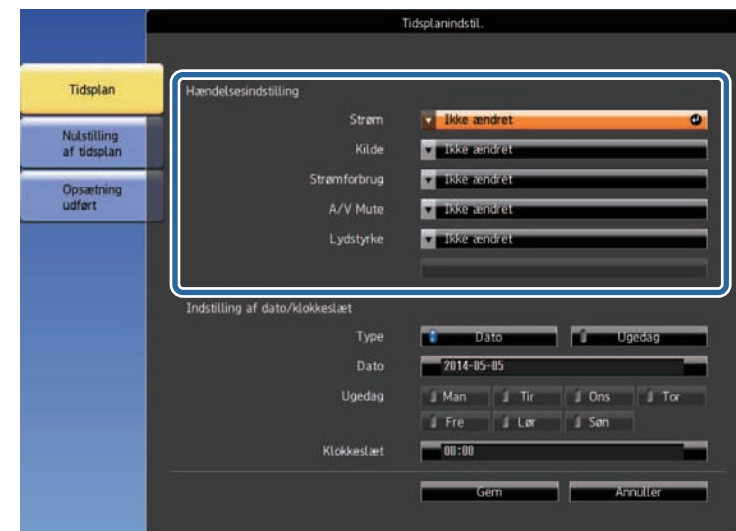 Tidsplanindstil.
Tidsplan
Nulstilling
af tidsplan
Opsætning
udført
Hændelsesindstilling
Strøm Ikke ændret
Kilde Ikke ændret
Strømforbrug Ikke ændret
A/V Mute Ikke ændret
Lydstyrke Ikke ændret
Indstilling af dato/klokkeslæt
Type Dato Ugedag
Dato 2014-05-05
Ugedag Man Tir Ons Tor
Fre Lør Søn
Klokkeslæt 00:00
Gem Annuller